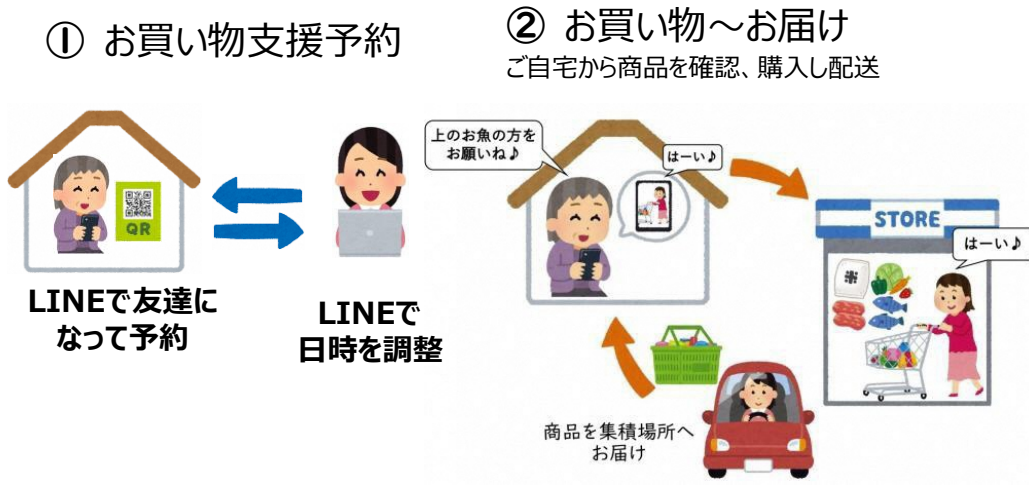 ① お買い物支援予約
QR
LINEで友達に
なって予約
LINEで
日時を調整
② お買い物～お届け
ご自宅から商品を確認、購入し配送
上のお魚の方を
お願いね♪
はーい♪
STORE
はーい♪
米
商品を集積場所へ
お届け